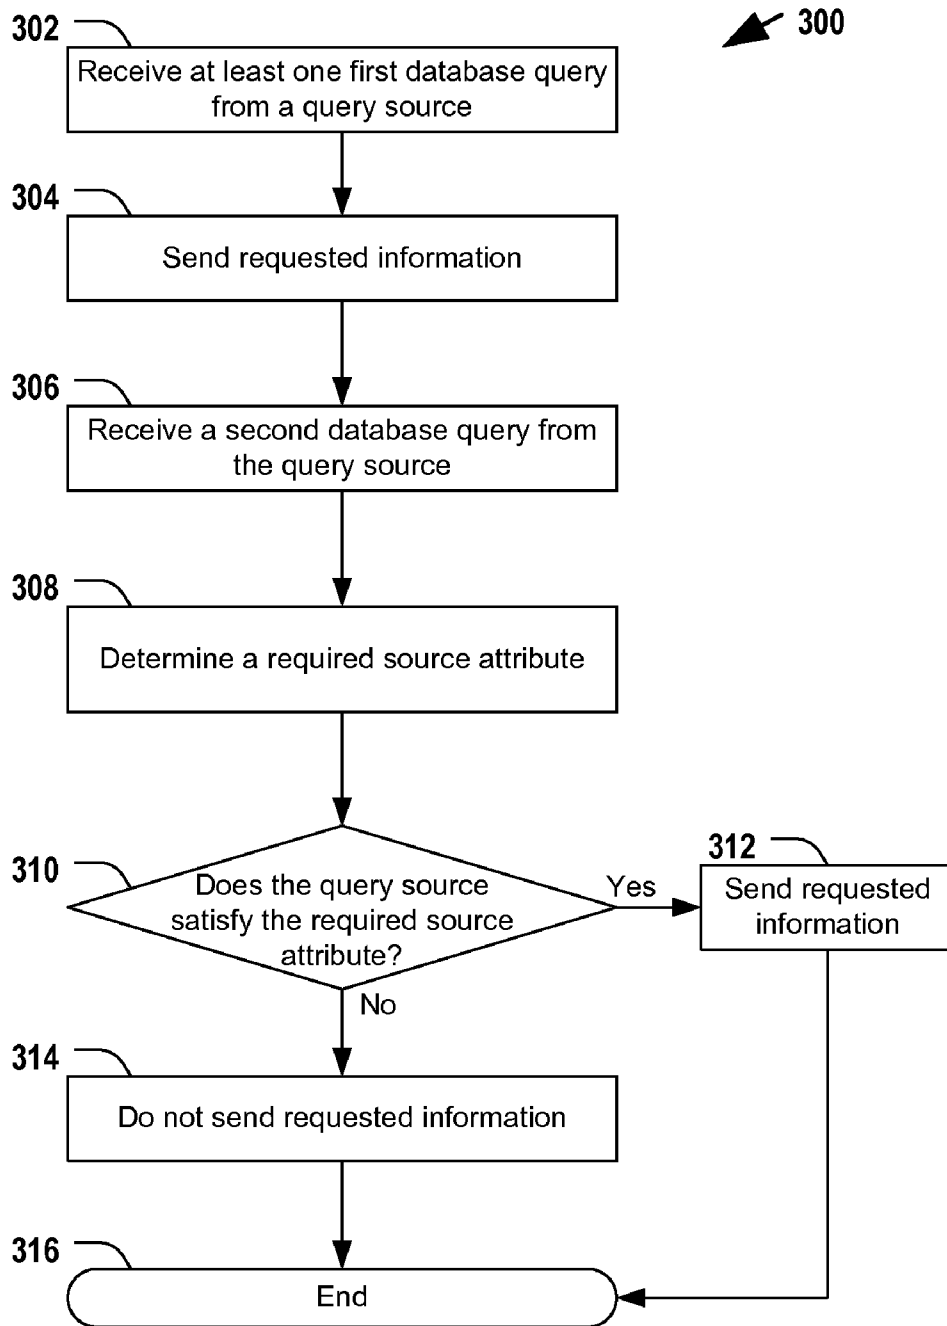 302
300
Receive at least one first database query
from a query source
304
Send requested information
306
Receive a second database query from
the query source
308
Determine a required source attribute
310
Does the query source
satisfy the required source
attribute?
Yes
312
Send requested
information
No
314
Do not send requested information
316
End